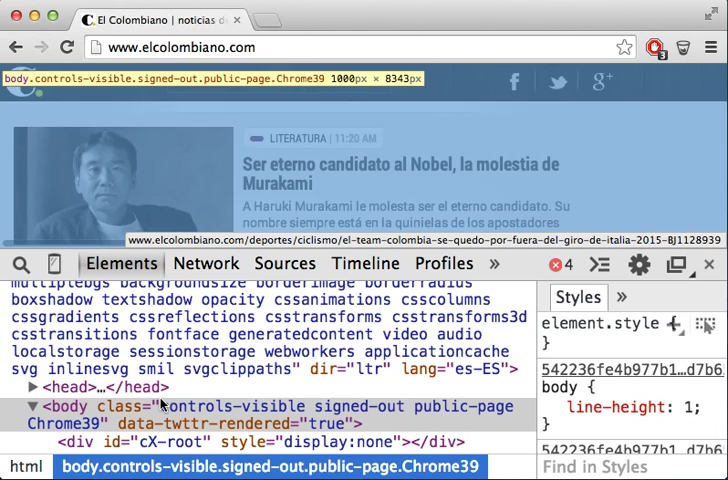 El Colombiano | noticias d
www.elcolombiano.com
3
body.controls-visible.signed-out.public-page.Chrome39 1000px × 8343px
C.
f
g+
LITERATURA | 11:20 AM
Ser eterno candidato al Nobel, la molestia de
Murakami
A Haruki Murakami le molesta ser el eterno candidato. Su
nombre siempre está en la quinielas de los apostadores
www.elcolombiano.com/deportes/ciclismo/el-team-colombia-se-quedo-por-fuera-del-giro-de-italia-2015-BJ1128939
Elements Network Sources Timeline Profiles » 4
multiplebgs backgroundsize borderimage borderradius
boxshadow textshadow opacity cssanimations csscolumns
cssgradients cssreflections csstransforms csstransforms3d
csstransitions fontface generatedcontent video audio
localstorage sessionstorage webworkers applicationcache
svg inlinesvg smil svgclippaths" dir="ltr" lang="es-ES">
<head>…</head>
<body class="controls-visible signed-out public-page
Chrome39" data-twttr-rendered="true">
<div id="cX-root" style="display:none"></div>
html body.controls-visible.signed-out.public-page.Chrome39
Styles »
element.style {
}
542236fe4b977b1…d7b6
body {
line-height: 1;
}
542236fe4b977b1…d7b6
Find in Styles